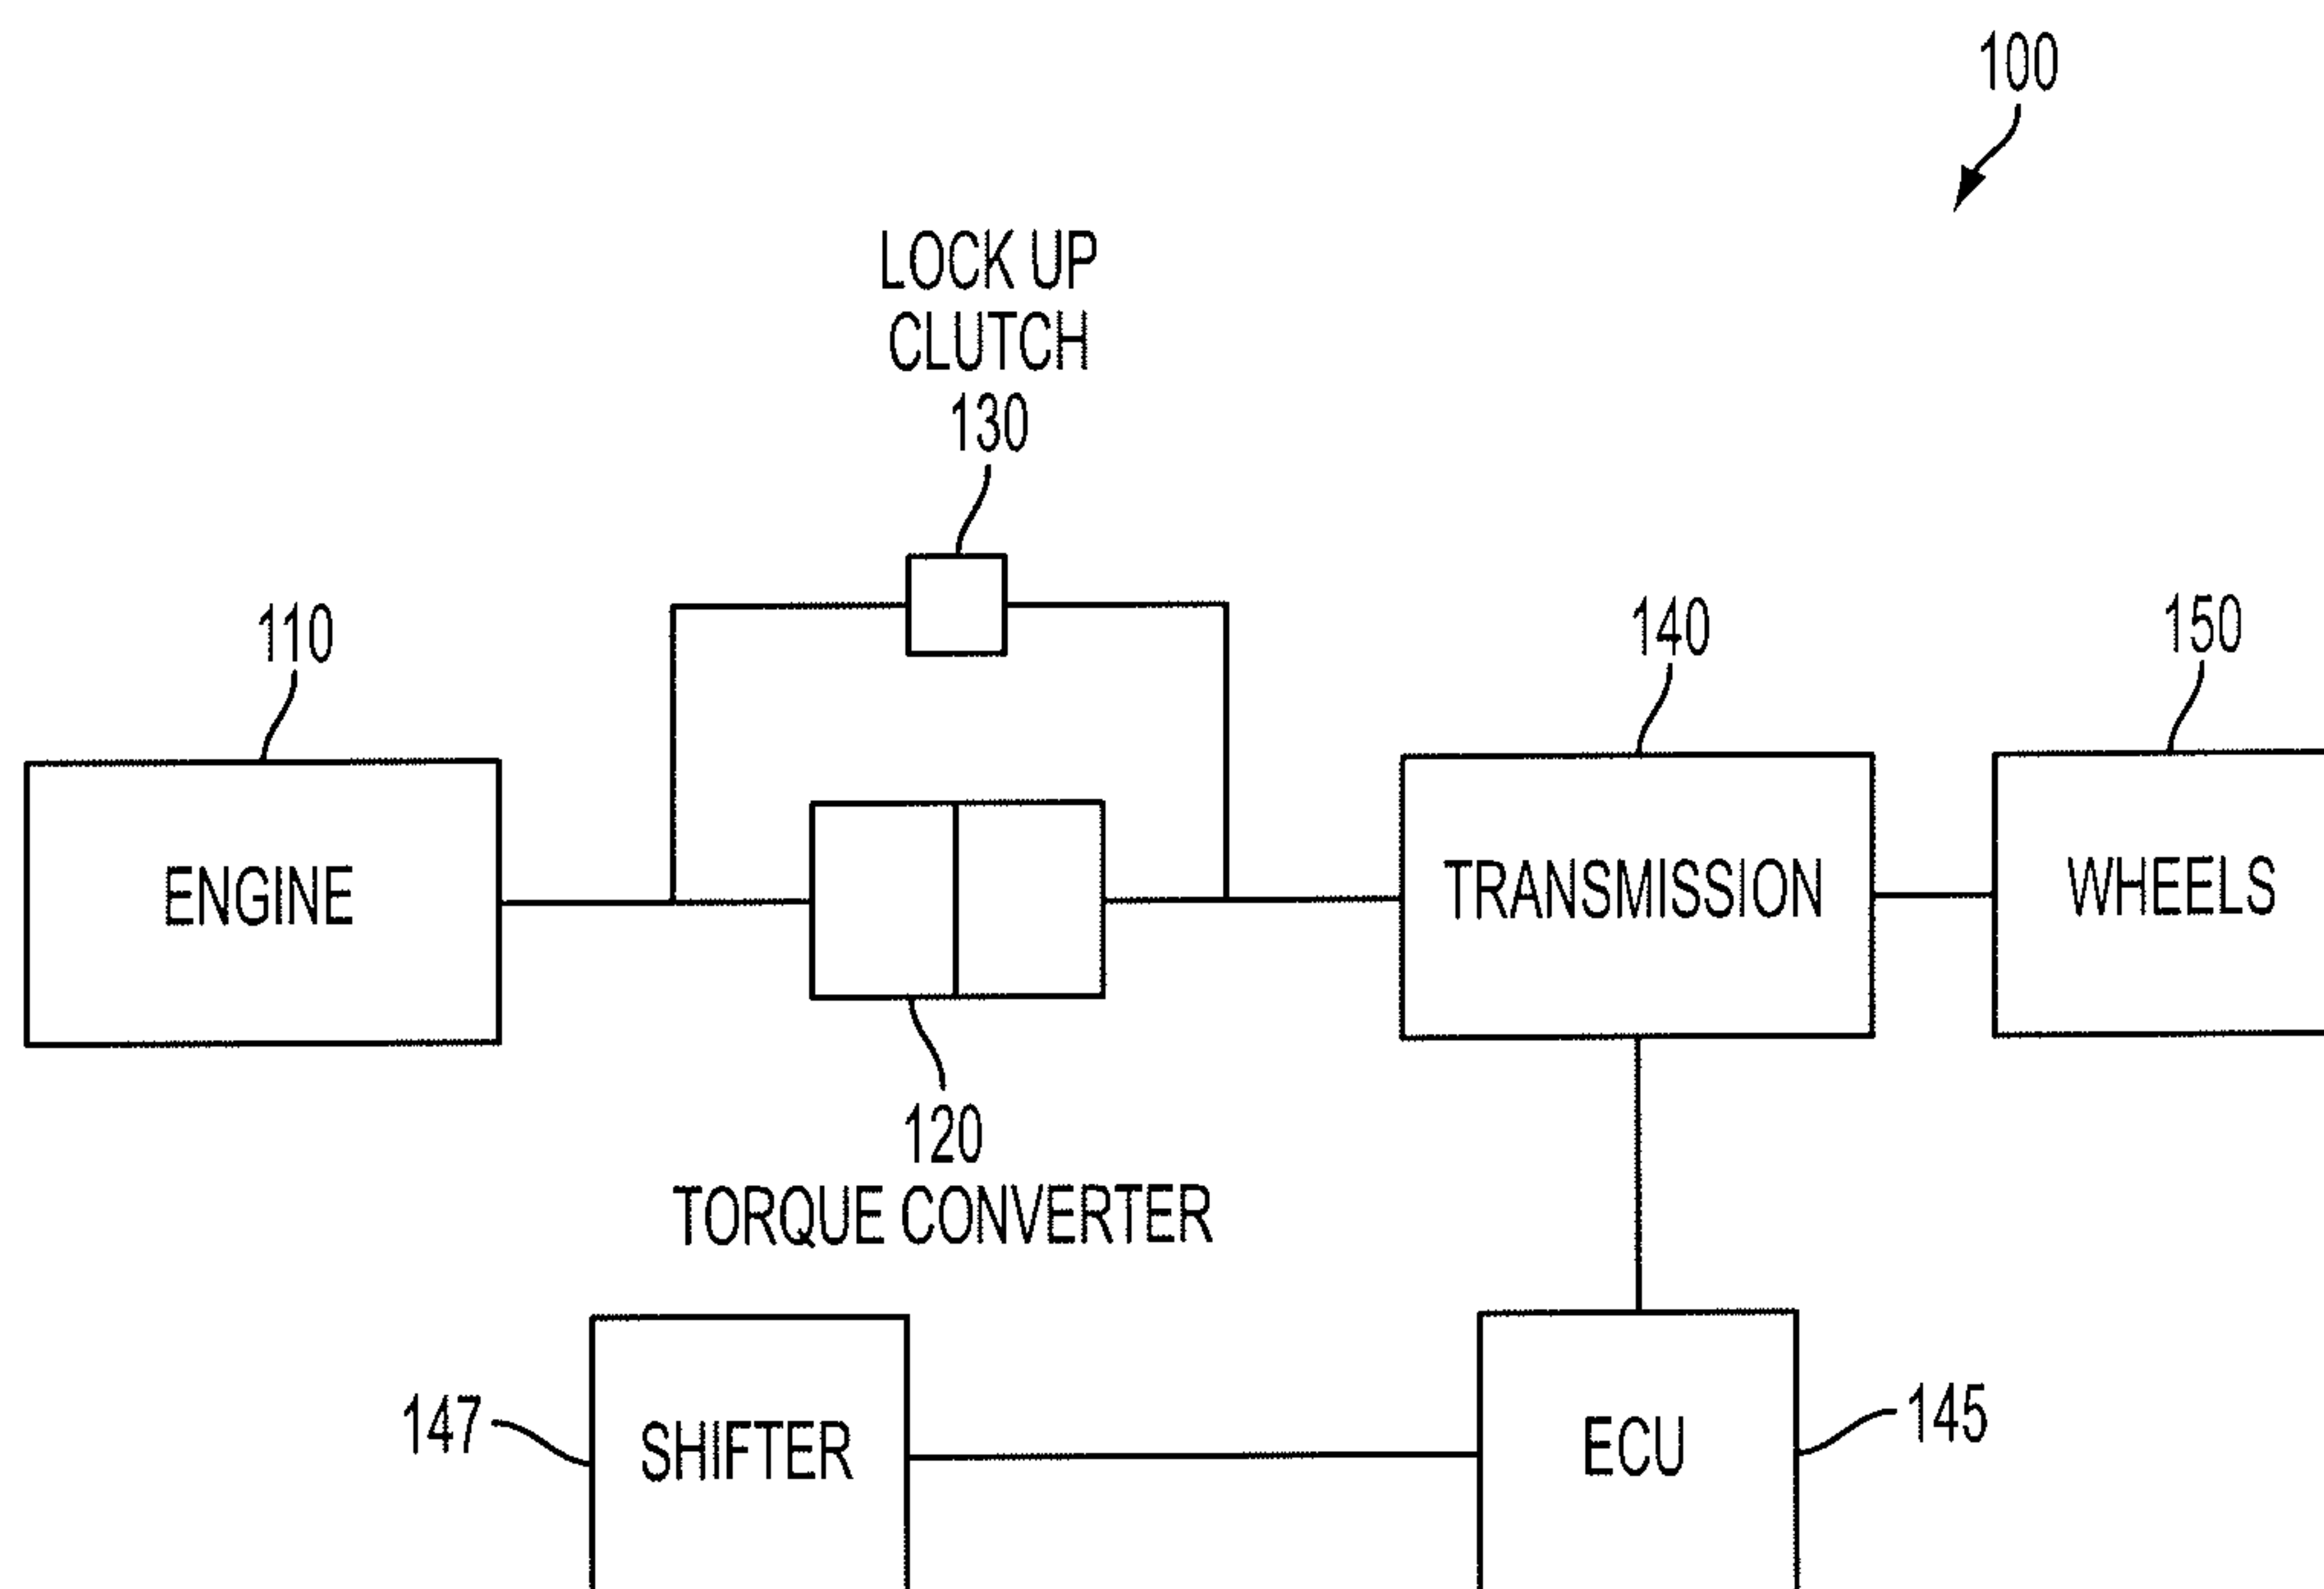 100
LOCK UP
CLUTCH
130
110
140
150
ENGINE
TRANSMISSION
WHEELS
120
TORQUE CONVERTER
147
SHIFTER
ECU
145